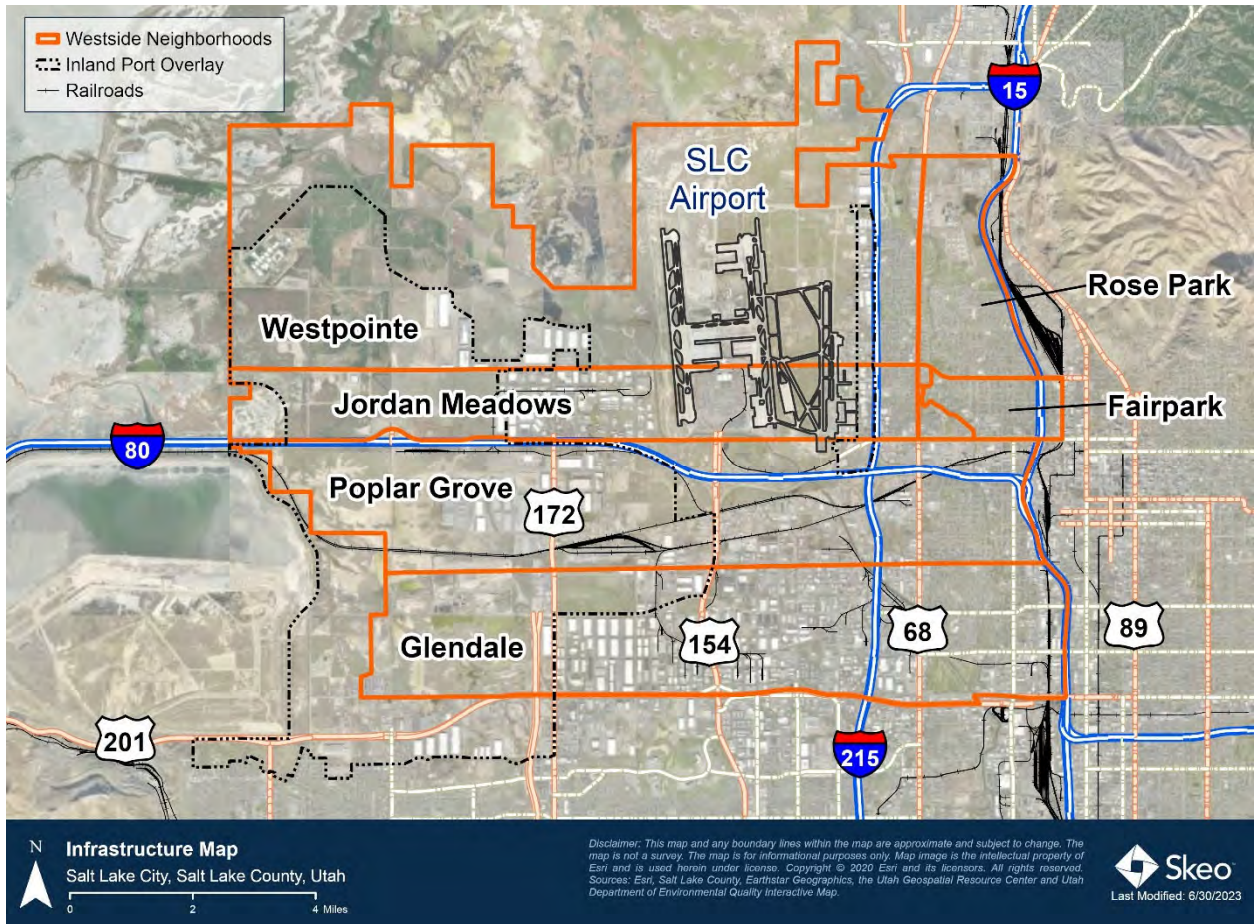 Westside Neighborhoods
Inland Port Overlay
Railroads
15
SLC
Airport
Rose Park
Westpointe
Jordan Meadows
Fairpark
80
Poplar Grove
172
Glendale
154
68
89
201
215
N
Infrastructure Map
Salt Lake City, Salt Lake County, Utah
0 2 4 Miles
Disclaimer: This map and any boundary lines within the map are approximate and subject to change. The
map is not a survey. The map is for informational purposes only. Map image is the intellectual property of
Esri and is used herein under license. Copyright © 2020 Esri and its licensors. All rights reserved.
Sources: Esri, Salt Lake County, Earthstar Geographics, the Utah Geospatial Resource Center and Utah
Department of Environmental Quality Interactive Map.
Skeo
Last Modified: 6/30/2023